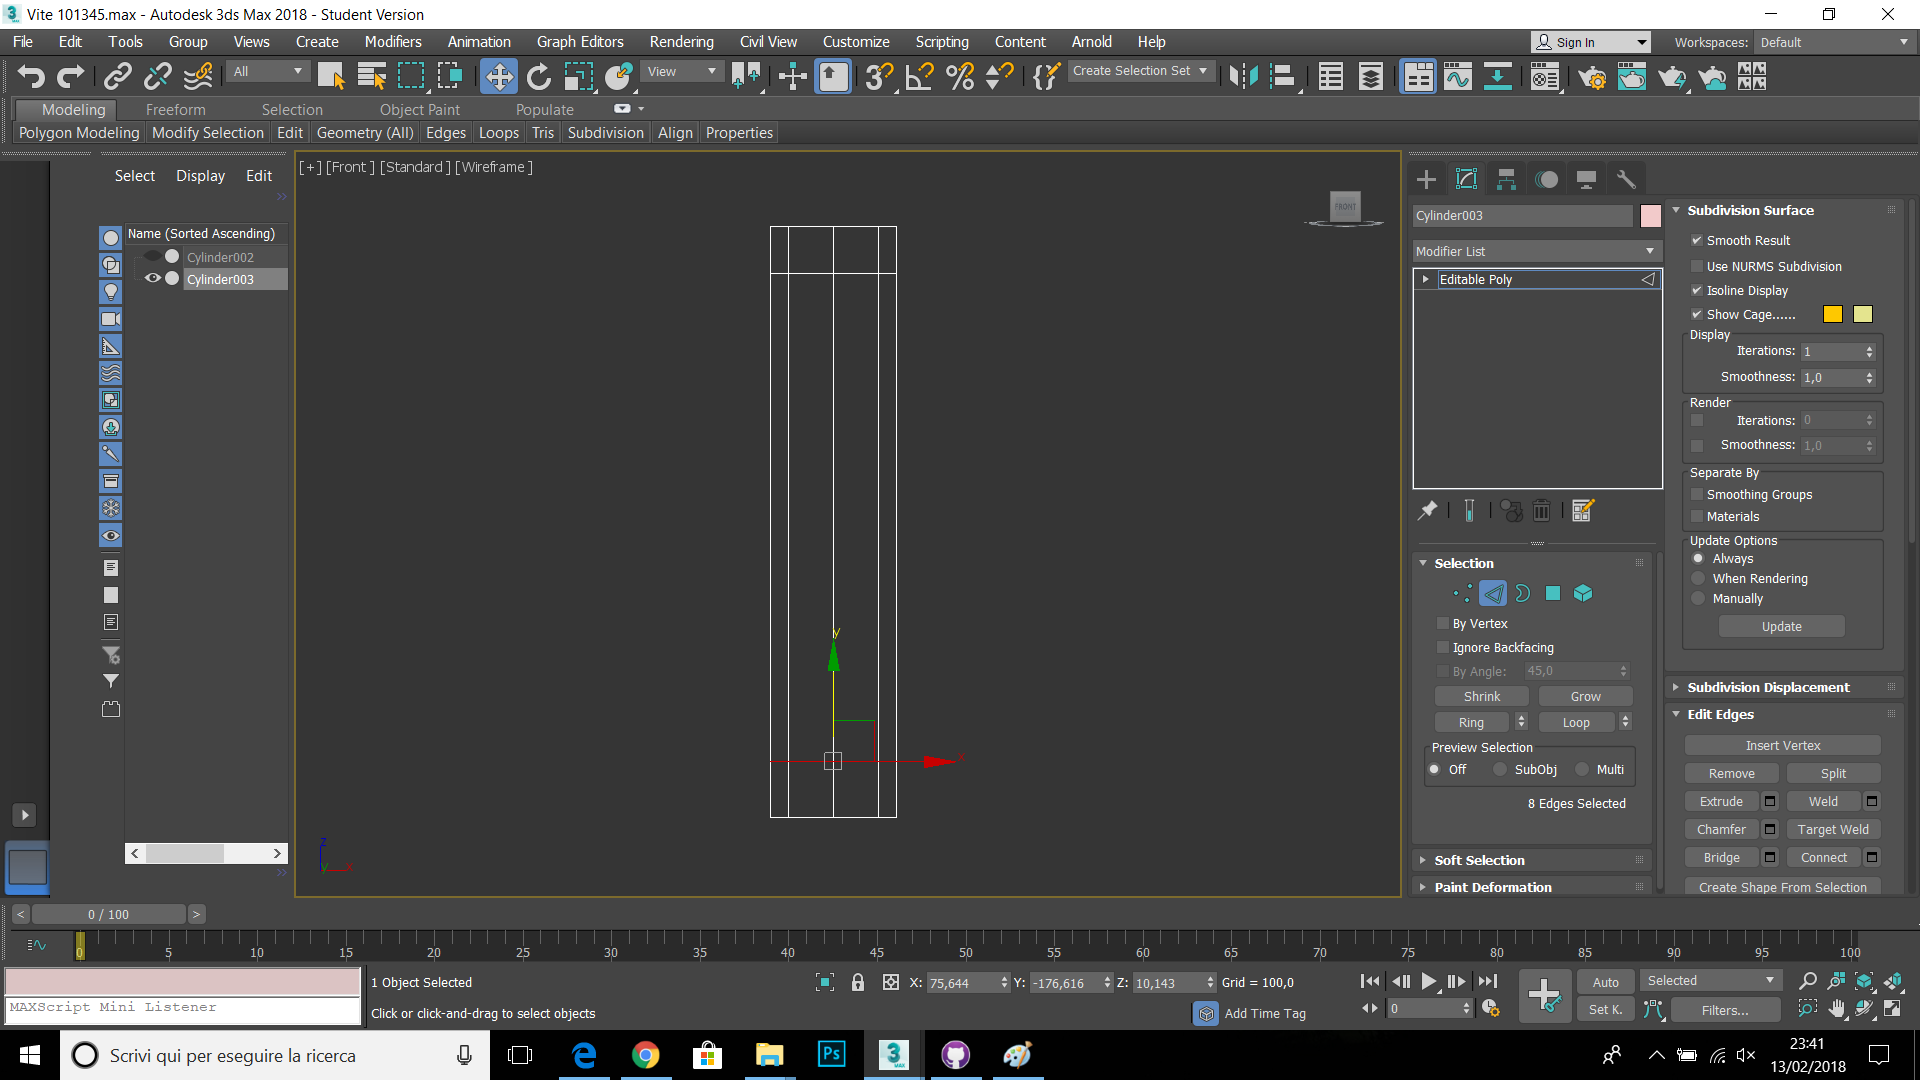 Vite 101345.max - Autodesk 3ds Max 2018 - Student Version
File Edit Tools Group Views Create Modifiers Animation Graph Editors Rendering Civil View Customize Scripting Content Arnold Help
Sign In Workspaces: Default
All View Create Selection Set
Modeling Freeform Selection Object Paint Populate
Polygon Modeling Modify Selection Edit Geometry (All) Edges Loops Tris Subdivision Align Properties
Select Display Edit
Name (Sorted Ascending)
Cylinder002
Cylinder003
[+] [Front ] [Standard ] [Wireframe ]
FRONT
y
x
z
y
x
Cylinder003
Modifier List
Editable Poly
Selection
By Vertex
Ignore Backfacing
By Angle: 45,0
Shrink Grow
Ring Loop
Preview Selection
Off SubObj Multi
8 Edges Selected
Soft Selection
Paint Deformation
Subdivision Surface
Smooth Result
Use NURMS Subdivision
Isoline Display
Show Cage......
Display
Iterations: 1
Smoothness: 1,0
Render
Iterations: 0
Smoothness: 1,0
Separate By
Smoothing Groups
Materials
Update Options
Always
When Rendering
Manually
Update
Subdivision Displacement
Edit Edges
Insert Vertex
Remove Split
Extrude Weld
Chamfer Target Weld
Bridge Connect
Create Shape From Selection
< 0 / 100 >
0 5 10 15 20 25 30 35 40 45 50 55 60 65 70 75 80 85 90 95 100
1 Object Selected X: 75,644 Y: -176,616 Z: 10,143 Grid = 100,0
MAXScript Mini Listener
Click or click-and-drag to select objects
Add Time Tag
0
Auto Selected
Set K. Filters...
Scrivi qui per eseguire la ricerca
Ps
3
MAX
23:41
13/02/2018